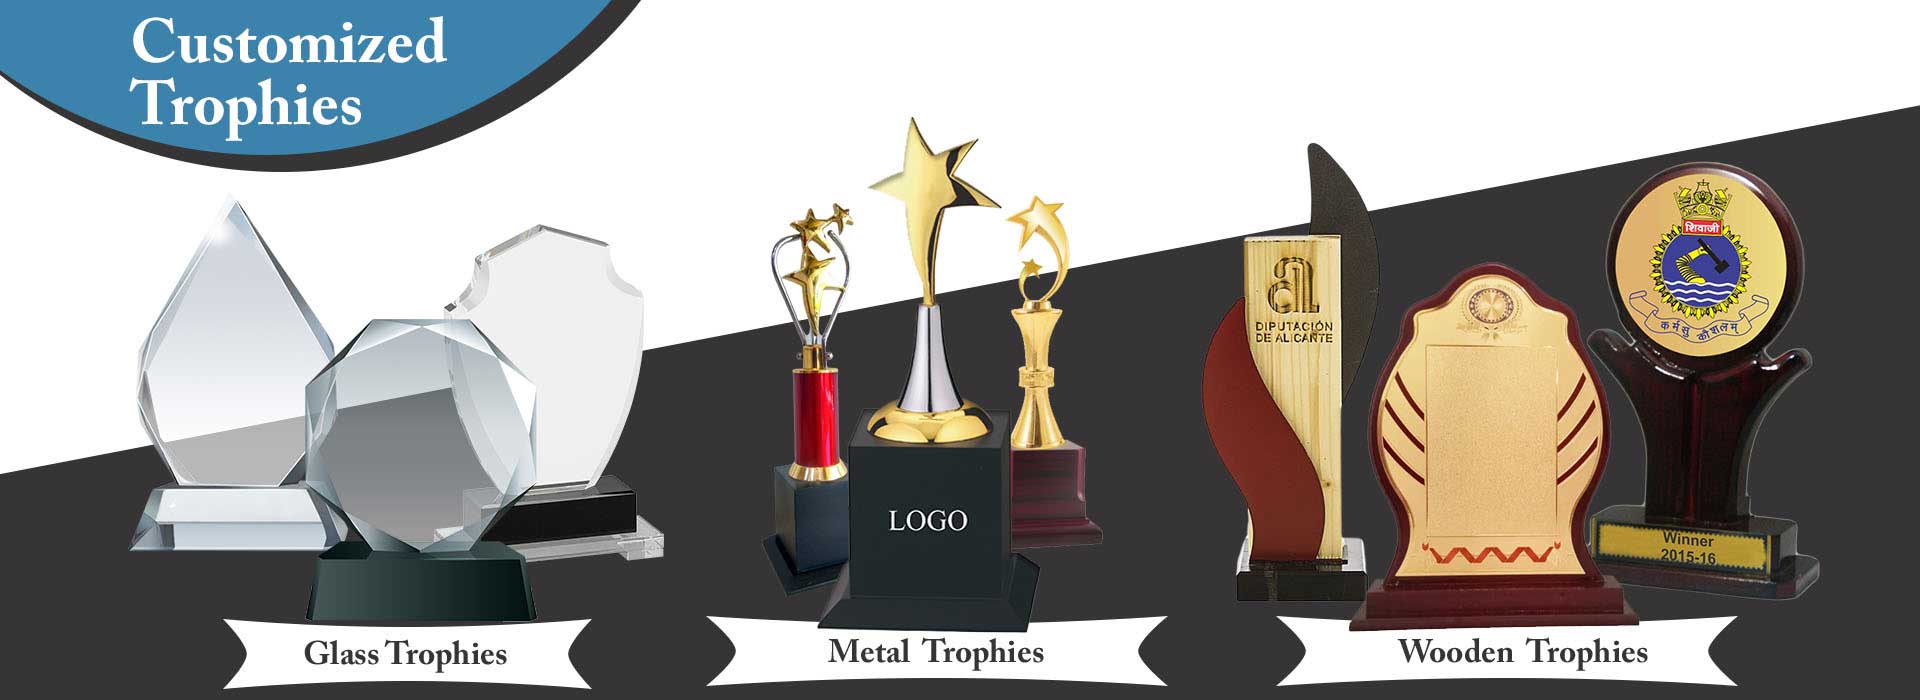 Customized
Trophies
DIPUTACIÓN
DE ALICANTE
शिवाजी
कर्मसु कौशलम्
LOGO
Winner
2015-16
Glass Trophies
Metal Trophies
Wooden Trophies